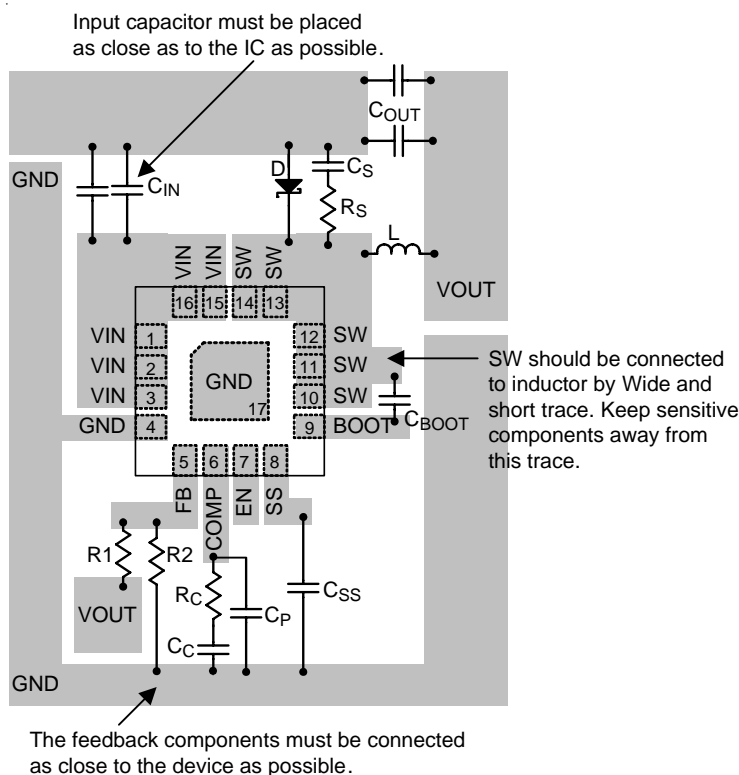 Input capacitor must be placed
as close as to the IC as possible.
COUT
GND
CIN
D
CS
RS
L
VOUT
VIN
VIN
SW
SW
16
15
14
13
VIN
1
12
SW
VIN
2
11
SW
VIN
3
10
SW
GND
4
9
BOOT
CBOOT
GND
17
SW should be connected
to inductor by Wide and
short trace. Keep sensitive
components away from
this trace.
5
6
7
8
FB
COMP
EN
SS
R1
R2
VOUT
RC
CP
CC
CSS
GND
The feedback components must be connected
as close to the device as possible.